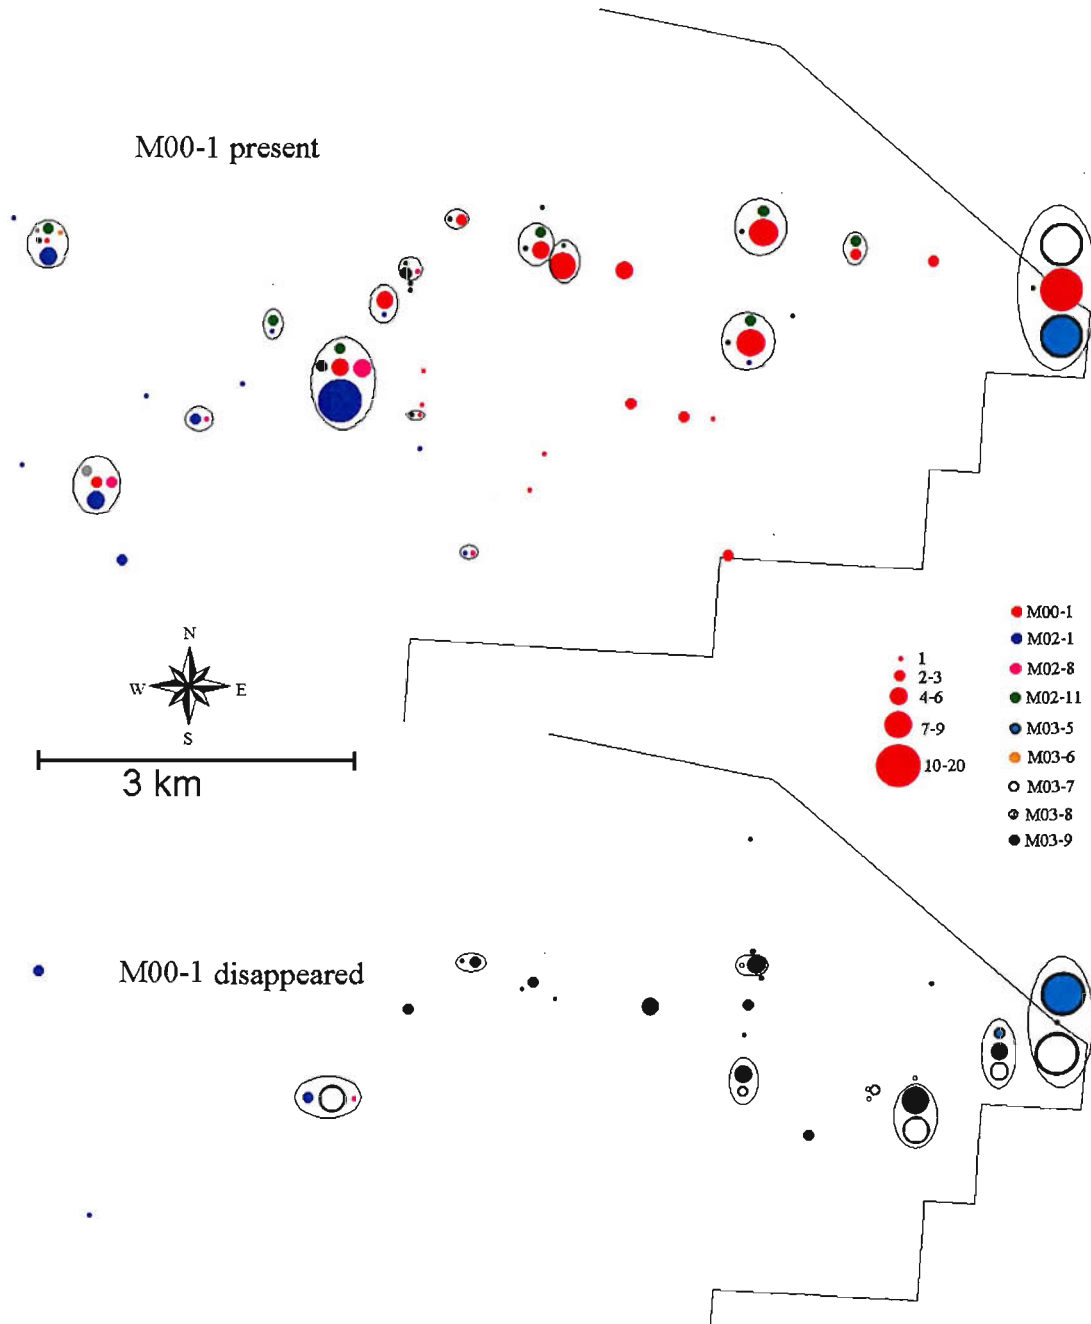 M00-1 present
N
W E
S
3 km
1
2-3
4-6
7-9
10-20
M00-1
M02-1
M02-8
M02-11
M03-5
M03-6
M03-7
M03-8
M03-9
M00-1 disappeared